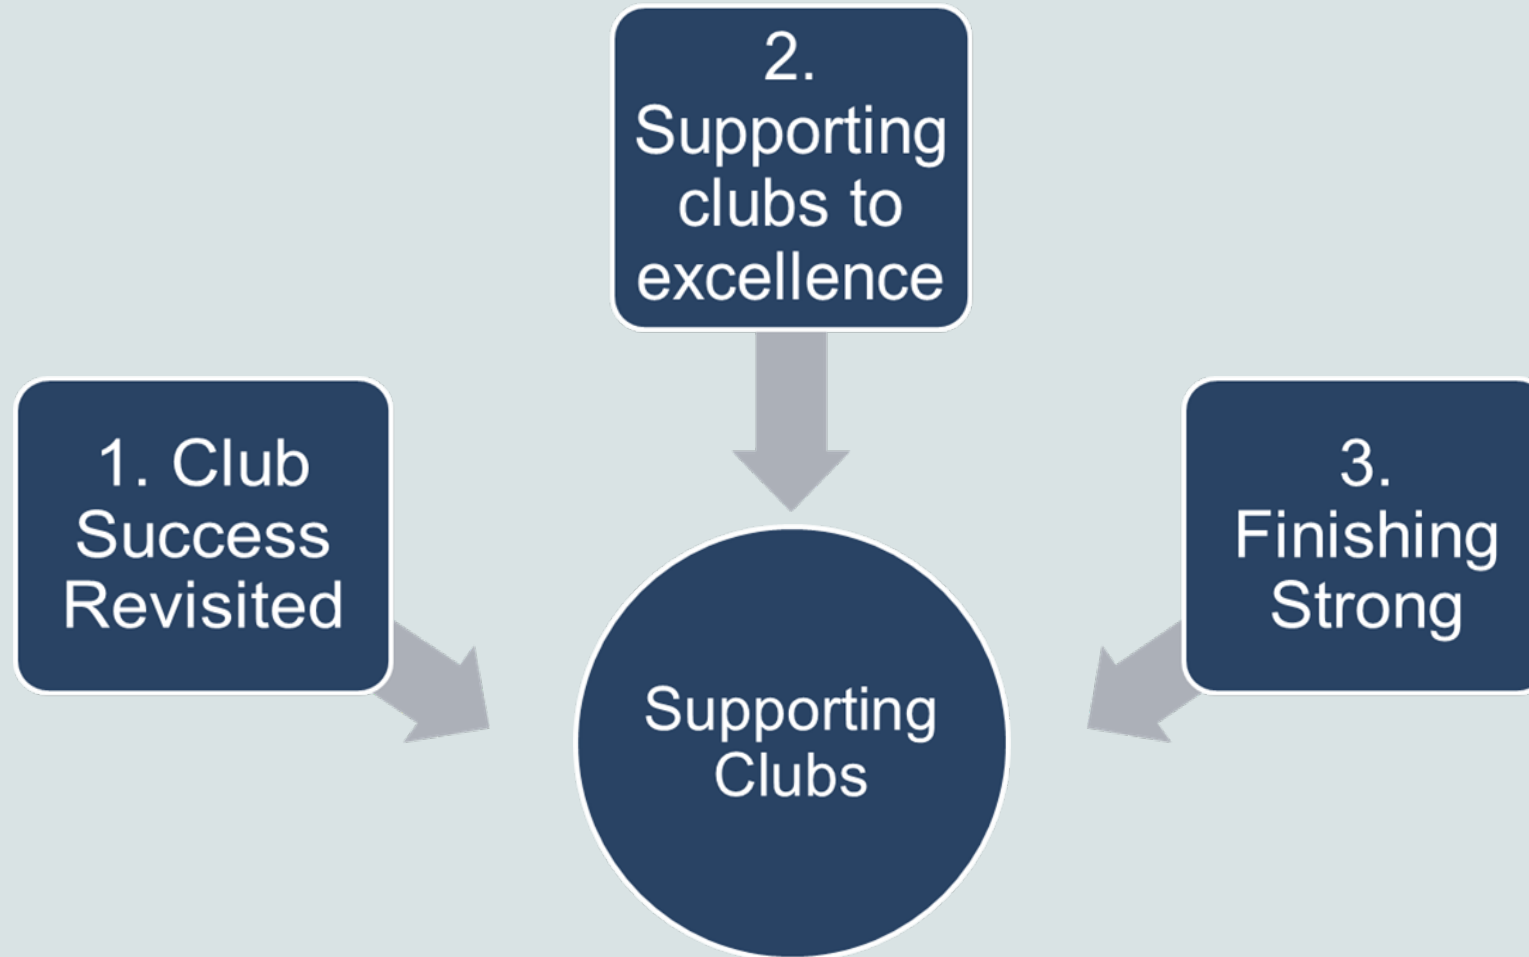 1. Club
Success
Revisited
2.
Supporting
clubs to
excellence
3.
Finishing
Strong
Supporting
Clubs